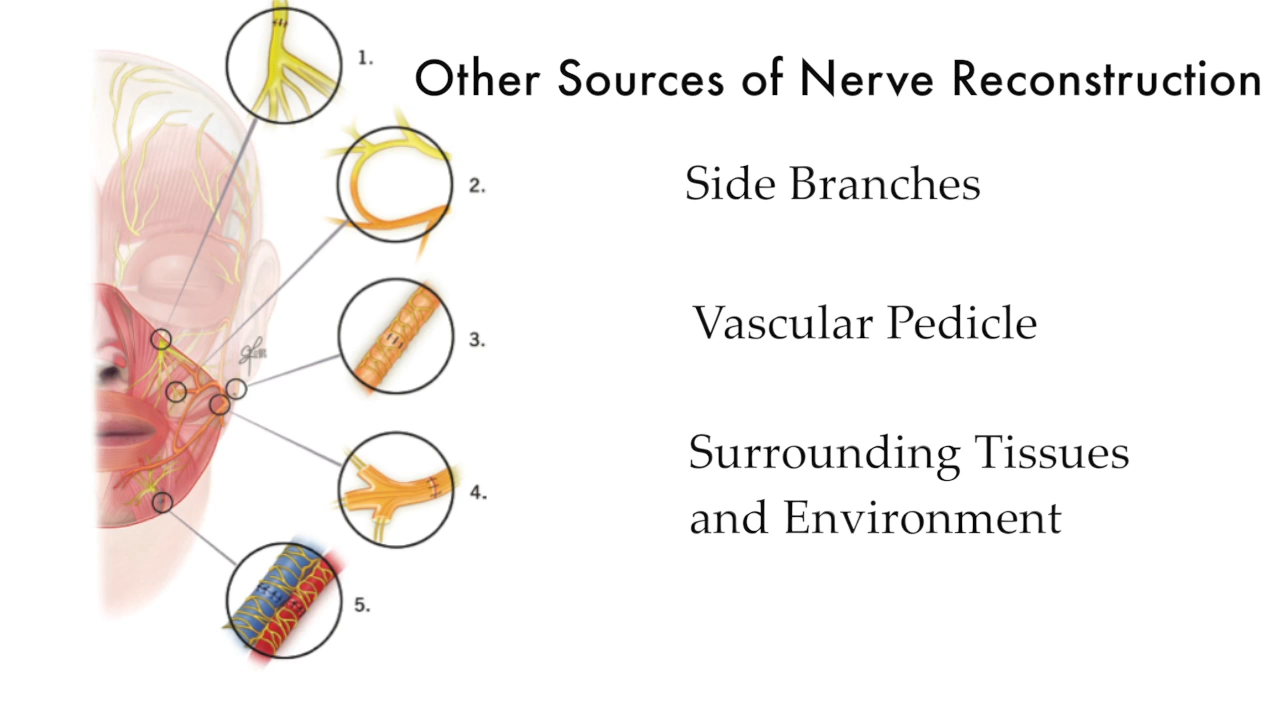 Other Sources of Nerve Reconstruction
1.
2.
3.
4.
5.
Side Branches
Vascular Pedicle
Surrounding Tissues
and Environment